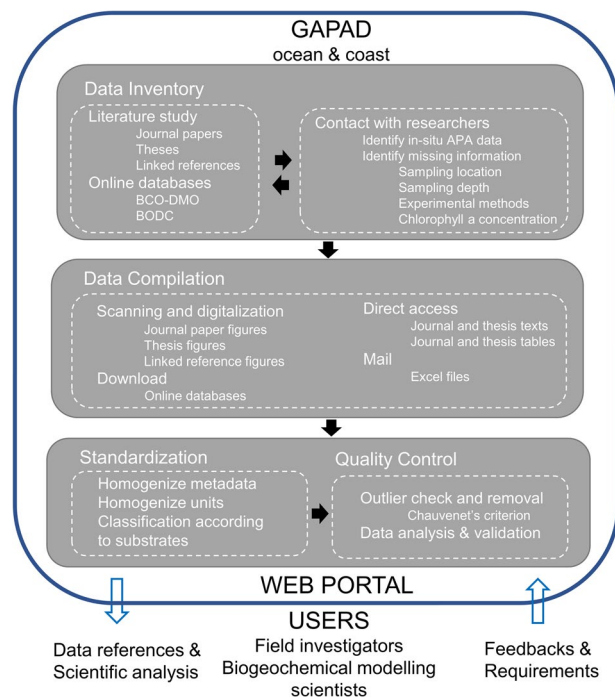 GAPAD
ocean & coast
Data Inventory
Literature study
Journal papers
Theses
Linked references
Online databases
BCO-DMO
BODC
Contact with researchers
Identify in-situ APA data
Identify missing information
Sampling location
Sampling depth
Experimental methods
Chlorophyll a concentration
Data Compilation
Scanning and digitalization
Journal paper figures
Thesis figures
Linked reference figures
Download
Online databases
Direct access
Journal and thesis texts
Journal and thesis tables
Mail
Excel files
Standardization
Homogenize metadata
Homogenize units
Classification according
to substrates
Quality Control
Outlier check and removal
Chauvenet's criterion
Data analysis & validation
WEB PORTAL
USERS
Data references &
Scientific analysis
Field investigators
Biogeochemical modelling
scientists
Feedbacks &
Requirements